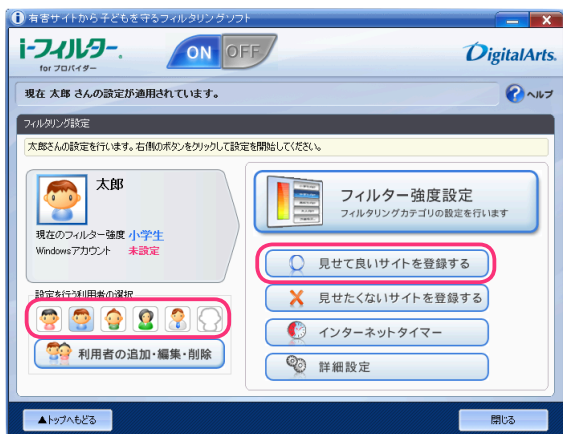 有害サイトから子どもを守るフィルタリングソフト
i-フィルター®
for プロバイダー
ON OFF
DigitalArts®
現在 太郎 さんの設定が適用されています。
ヘルプ
フィルタリング設定
太郎さんの設定を行います。右側のボタンをクリックして設定を開始してください。
太郎
現在のフィルター強度 小学生
Windowsアカウント 未設定
設定を行う利用者の選択
利用者の追加・編集・削除
フィルター強度設定
フィルタリングカテゴリの設定を行います
見せて良いサイトを登録する
見せたくないサイトを登録する
インターネットタイマー
詳細設定
▲トップへもどる
閉じる